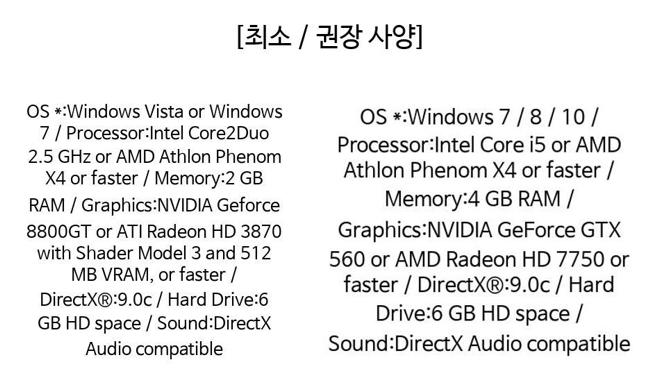 [최소 / 권장 사양]
OS *:Windows Vista or Windows
7 / Processor:Intel Core2Duo
2.5 GHz or AMD Athlon Phenom
X4 or faster / Memory:2 GB
RAM / Graphics:NVIDIA Geforce
8800GT or ATI Radeon HD 3870
with Shader Model 3 and 512
MB VRAM, or faster /
DirectX®:9.0c / Hard Drive:6
GB HD space / Sound:DirectX
Audio compatible
OS *:Windows 7 / 8 / 10 /
Processor:Intel Core i5 or AMD
Athlon Phenom X4 or faster /
Memory:4 GB RAM /
Graphics:NVIDIA GeForce GTX
560 or AMD Radeon HD 7750 or
faster / DirectX®:9.0c / Hard
Drive:6 GB HD space /
Sound:DirectX Audio compatible